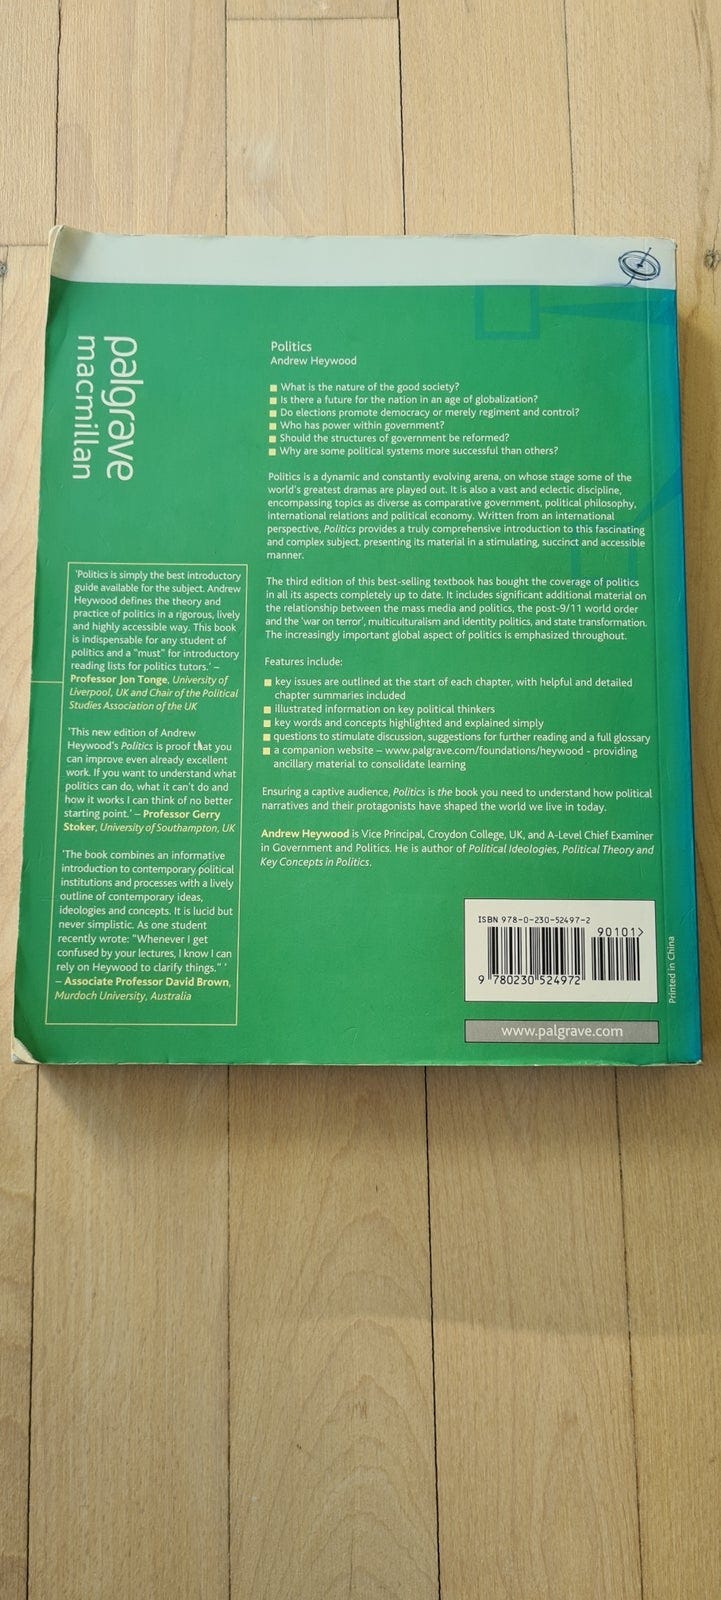 palgrave
macmillan
Politics
Andrew Heywood
What is the nature of the good society?
Is there a future for the nation in an age of globalization?
Do elections promote democracy or merely regiment and control?
Who has power within government?
Should the structures of government be reformed?
Why are some political systems more successful than others?
Politics is a dynamic and constantly evolving arena, on whose stage some of the
world's greatest dramas are played out. It is also a vast and eclectic discipline,
encompassing topics as diverse as comparative government, political philosophy,
international relations and political economy. Written from an international
perspective, Politics provides a truly comprehensive introduction to this fascinating
and complex subject, presenting its material in a stimulating, succinct and accessible
manner.
The third edition of this best-selling textbook has bought the coverage of politics
in all its aspects completely up to date. It includes significant additional material on
the relationship between the mass media and politics, the post-9/11 world order
and the 'war on terror', multiculturalism and identity politics, and state transformation.
The increasingly important global aspect of politics is emphasized throughout.
Features include:
key issues are outlined at the start of each chapter, with helpful and detailed
chapter summaries included
illustrated information on key political thinkers
key words and concepts highlighted and explained simply
questions to stimulate discussion, suggestions for further reading and a full glossary
a companion website – www.palgrave.com/foundations/heywood - providing
ancillary material to consolidate learning
Ensuring a captive audience, Politics is the book you need to understand how political
narratives and their protagonists have shaped the world we live in today.
Andrew Heywood is Vice Principal, Croydon College, UK, and A-Level Chief Examiner
in Government and Politics. He is author of Political Ideologies, Political Theory and
Key Concepts in Politics.
'Politics is simply the best introductory
guide available for the subject. Andrew
Heywood defines the theory and
practice of politics in a rigorous, lively
and highly accessible way. This book
is indispensable for any student of
politics and a "must" for introductory
reading lists for politics tutors.' –
Professor Jon Tonge, University of
Liverpool, UK and Chair of the Political
Studies Association of the UK
'This new edition of Andrew
Heywood's Politics is proof that you
can improve even already excellent
work. If you want to understand what
politics can do, what it can't do and
how it works I can think of no better
starting point.' – Professor Gerry
Stoker, University of Southampton, UK
'The book combines an informative
introduction to contemporary political
institutions and processes with a lively
outline of contemporary ideas,
ideologies and concepts. It is lucid but
never simplistic. As one student
recently wrote: "Whenever I get
confused by your lectures, I know I can
rely on Heywood to clarify things." '
– Associate Professor David Brown,
Murdoch University, Australia
ISBN 978-0-230-52497-2
90101>
9 780230 524972
www.palgrave.com
Printed in China